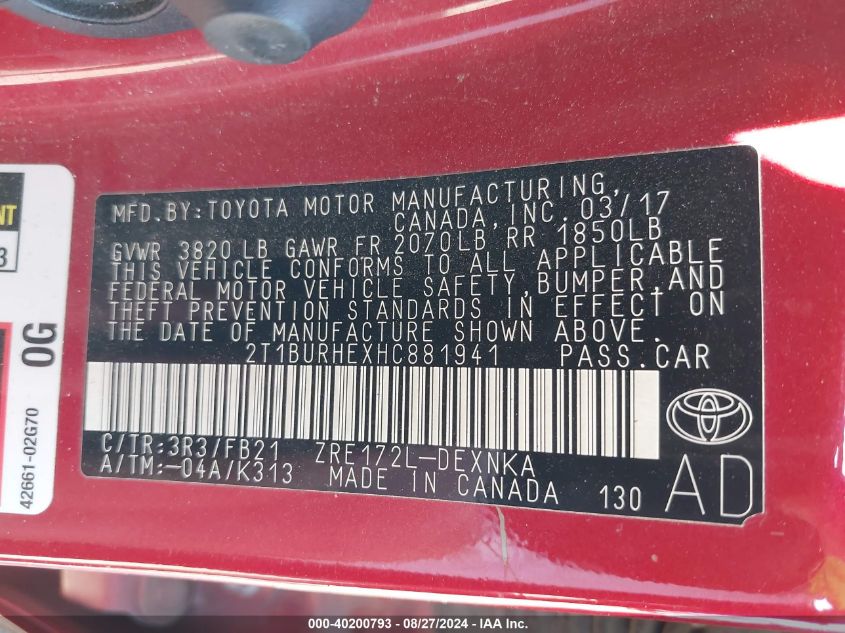 MFD.BY:TOYOTA MOTOR MANUFACTURING,
CANADA,INC. 03/17
GVWR 3820 LB GAWR FR 2070LB RR 1850LB
THIS VEHICLE CONFORMS TO ALL APPLICABLE
FEDERAL MOTOR VEHICLE SAFETY,BUMPER,AND
THEFT PREVENTION STANDARDS IN EFFECT ON
THE DATE OF MANUFACTURE SHOWN ABOVE.
2T1BURHEXHC881941 PASS.CAR
C/TR:3R3/FB21 ZRE172L-DEXNKA
A/TM:-04A/K313 MADE IN CANADA 130
AD
0G
42661-02G70
000-40200793 - 08/27/2024 - IAA Inc.